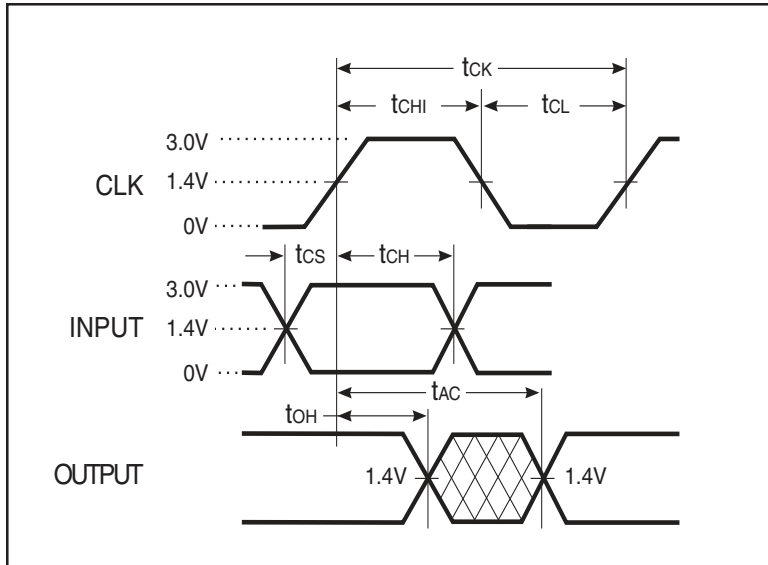 tCK
tCHI
tCL
3.0V
CLK
1.4V
0V
tCS
tCH
3.0V
INPUT
1.4V
0V
tAC
tOH
OUTPUT
1.4V
1.4V